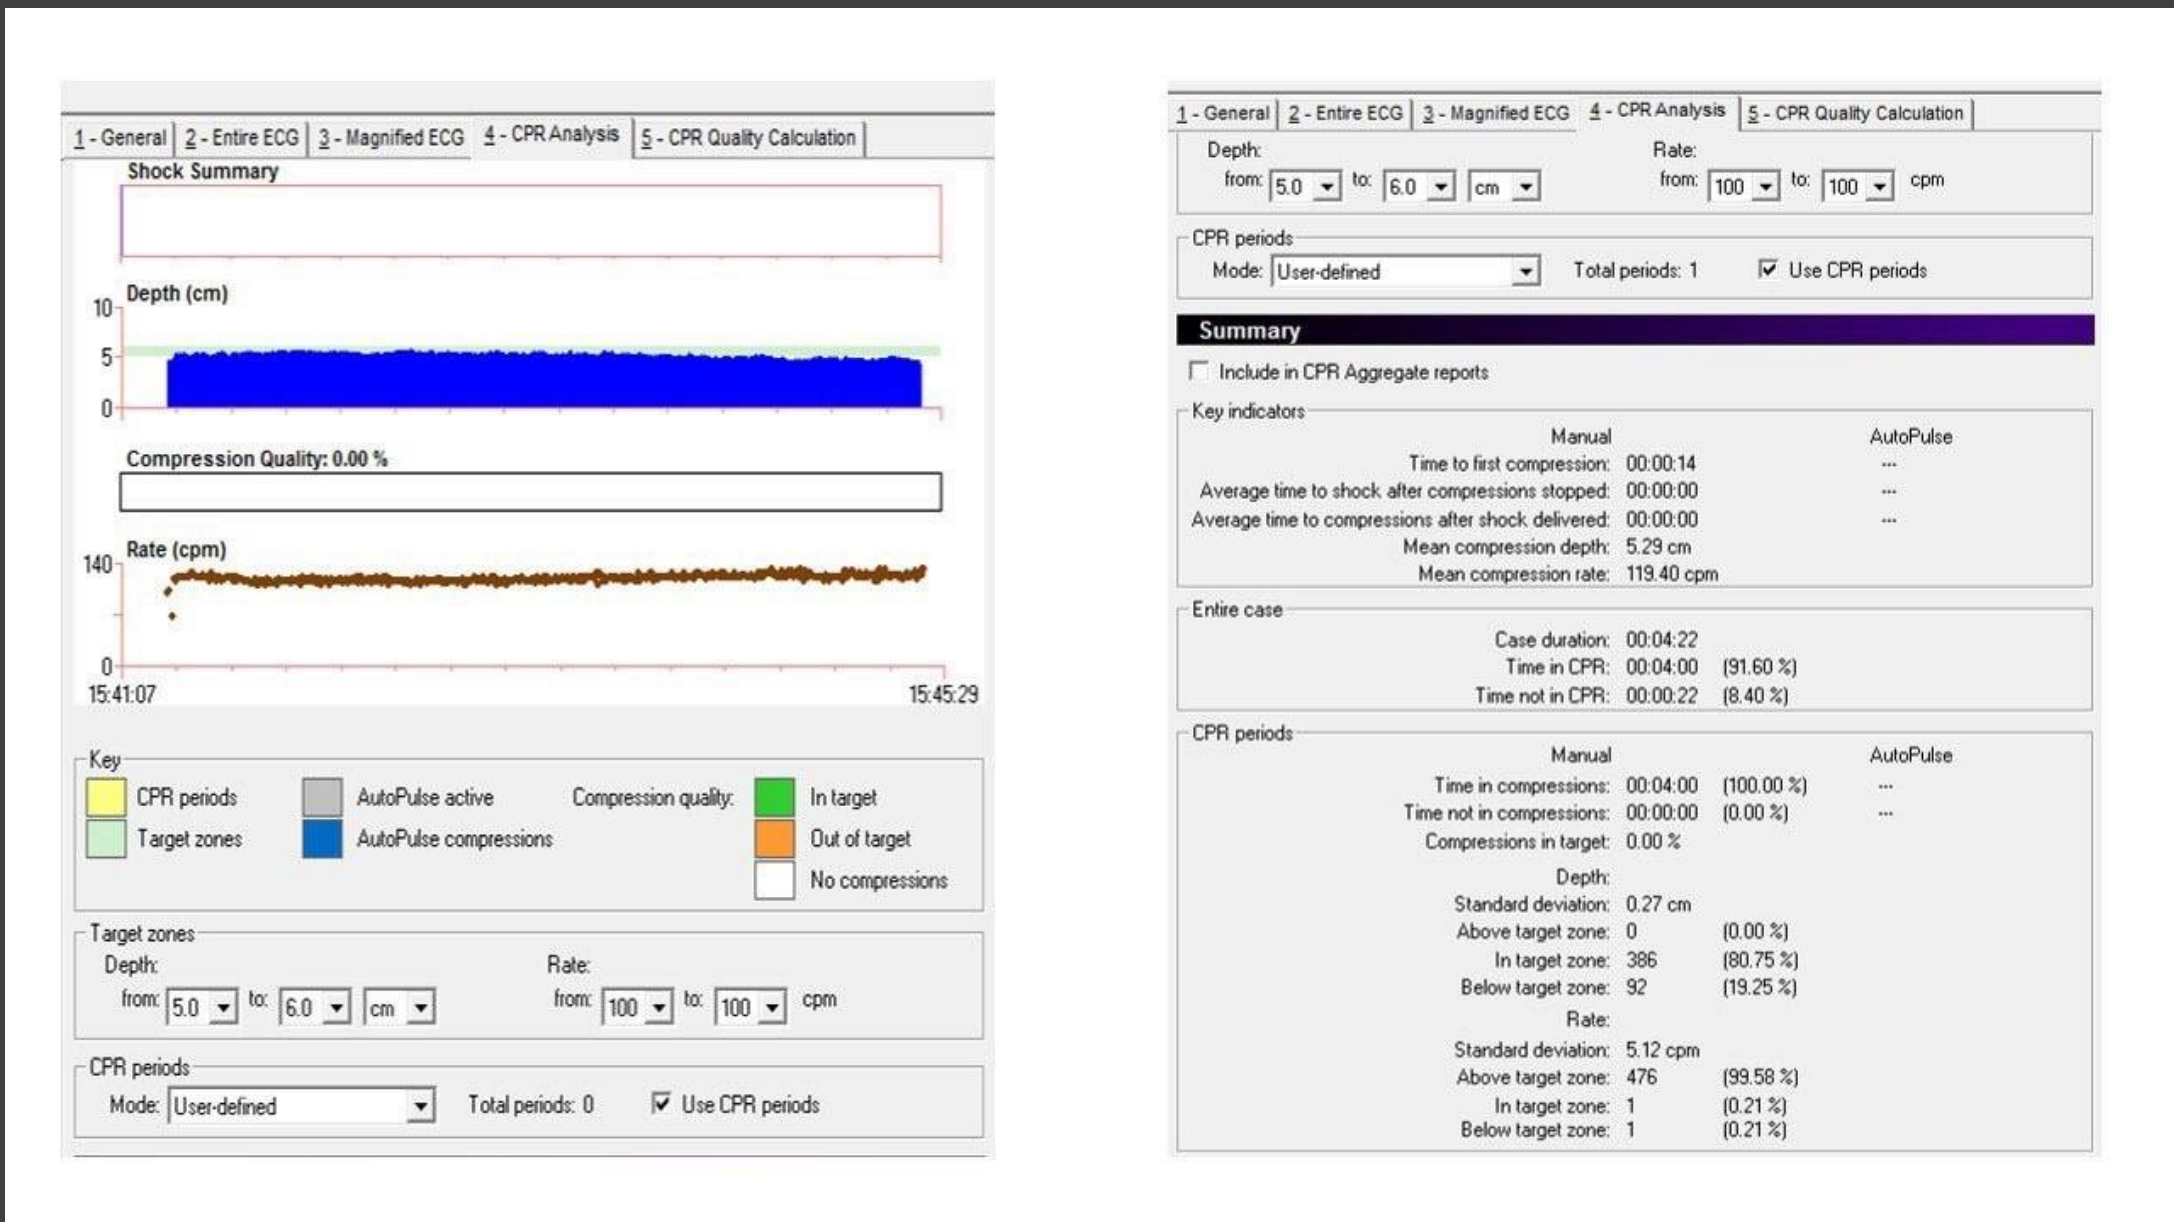 1 - General 2 - Entire ECG 3 - Magnified ECG 4 - CPR Analysis 5 - CPR Quality Calculation
Shock Summary
Depth (cm)
10
5
0
Compression Quality: 0.00 %
Rate (cpm)
140
0
15:41:07 15:45:29
Key
CPR periods AutoPulse active Compression quality: In target
Target zones AutoPulse compressions Out of target
No compressions
Target zones
Depth: Rate:
from: 5.0 to: 6.0 cm from: 100 to: 100 cpm
CPR periods
Mode: User-defined Total periods: 0 Use CPR periods
1 - General 2 - Entire ECG 3 - Magnified ECG 4 - CPR Analysis 5 - CPR Quality Calculation
Depth: Rate:
from: 5.0 to: 6.0 cm from: 100 to: 100 cpm
CPR periods
Mode: User-defined Total periods: 1 Use CPR periods
Summary
Include in CPR Aggregate reports
Key indicators
Manual AutoPulse
Time to first compression: 00:00:14 ---
Average time to shock after compressions stopped: 00:00:00 ---
Average time to compressions after shock delivered: 00:00:00 ---
Mean compression depth: 5.29 cm
Mean compression rate: 119.40 cpm
Entire case
Case duration: 00:04:22
Time in CPR: 00:04:00 (91.60 %)
Time not in CPR: 00:00:22 (8.40 %)
CPR periods
Manual AutoPulse
Time in compressions: 00:04:00 (100.00 %) ---
Time not in compressions: 00:00:00 (0.00 %) ---
Compressions in target: 0.00 %
Depth:
Standard deviation: 0.27 cm
Above target zone: 0 (0.00 %)
In target zone: 386 (80.75 %)
Below target zone: 92 (19.25 %)
Rate:
Standard deviation: 5.12 cpm
Above target zone: 476 (99.58 %)
In target zone: 1 (0.21 %)
Below target zone: 1 (0.21 %)